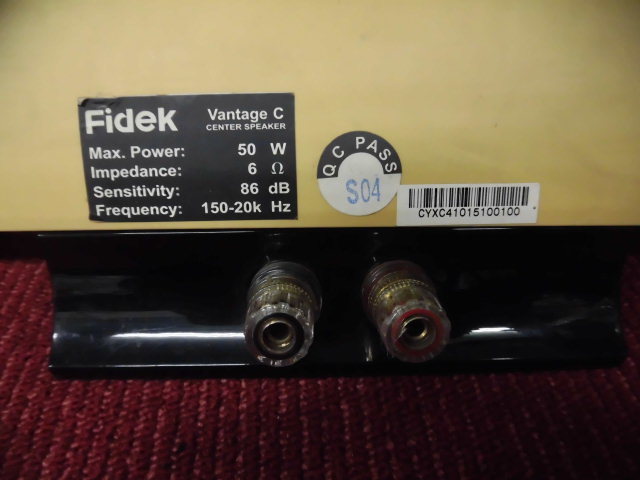 Fidek
Vantage C
CENTER SPEAKER
Max. Power: 50 W
Impedance: 6 Ω
Sensitivity: 86 dB
Frequency: 150-20k Hz
QC PASS
S04
CYXC41015100100